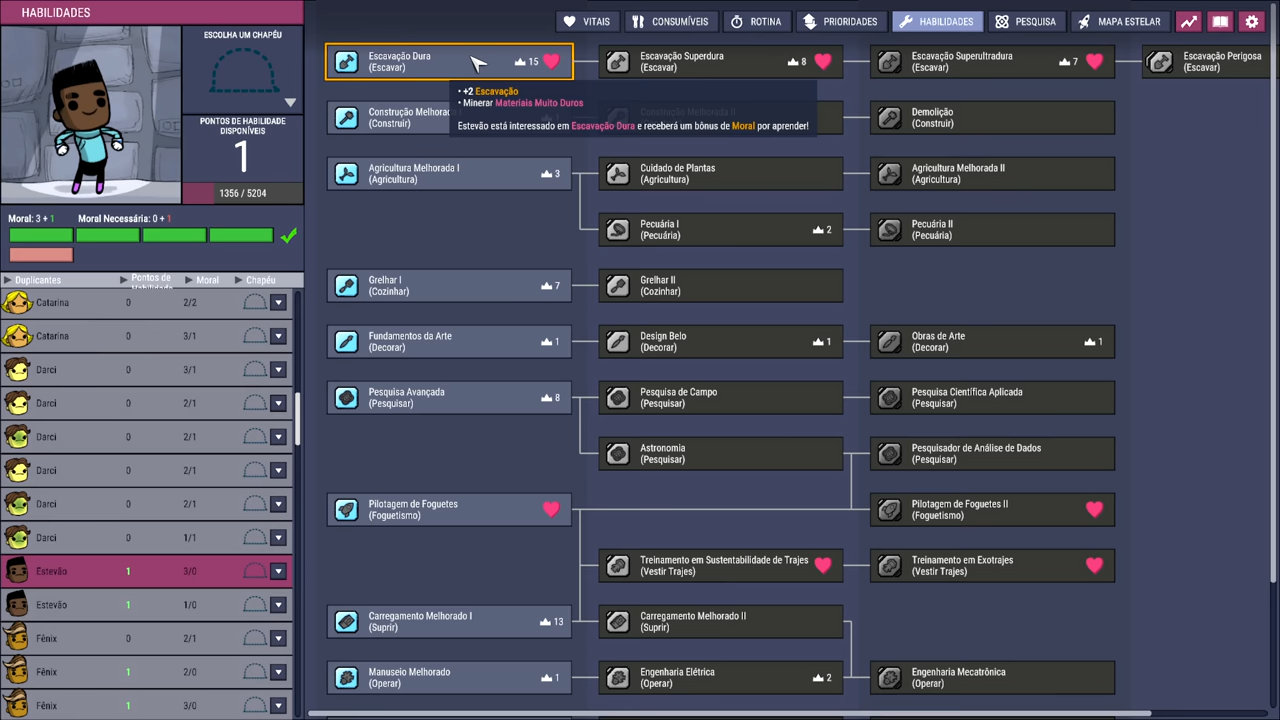 HABILIDADES
VITAIS
CONSUMÍVEIS
ROTINA
PRIORIDADES
HABILIDADES
PESQUISA
MAPA ESTELAR
ESCOLHA UM CHAPÉU
PONTOS DE HABILIDADE DISPONÍVEIS
1
1356 / 5204
Moral: 3 + 1
Moral Necessária: 0 + 1
Duplicantes
Pontos de Habilidade
Moral
Chapéu
Catarina 0 2/2
Catarina 0 3/1
Darci 0 3/1
Darci 0 2/1
Darci 0 2/1
Darci 0 2/1
Darci 0 2/1
Darci 0 1/1
Estevão 1 3/0
Estevão 1 1/0
Fênix 0 2/1
Fênix 1 2/0
Fênix 1 3/0
Escavação Dura
(Escavar)
15
Escavação Superdura
(Escavar)
8
Escavação Superultradura
(Escavar)
7
Escavação Perigosa
(Escavar)
• +2 Escavação
• Minerar Materiais Muito Duros
Estevão está interessado em Escavação Dura e receberá um bônus de Moral por aprender!
Construção Melhorada I
(Construir)
Construção Melhorada II
(Construir)
Demolição
(Construir)
Agricultura Melhorada I
(Agricultura)
3
Cuidado de Plantas
(Agricultura)
Agricultura Melhorada II
(Agricultura)
Pecuária I
(Pecuária)
2
Pecuária II
(Pecuária)
Grelhar I
(Cozinhar)
7
Grelhar II
(Cozinhar)
Fundamentos da Arte
(Decorar)
1
Design Belo
(Decorar)
1
Obras de Arte
(Decorar)
1
Pesquisa Avançada
(Pesquisar)
8
Pesquisa de Campo
(Pesquisar)
Pesquisa Científica Aplicada
(Pesquisar)
Astronomia
(Pesquisar)
Pesquisador de Análise de Dados
(Pesquisar)
Pilotagem de Foguetes
(Foguetismo)
Pilotagem de Foguetes II
(Foguetismo)
Treinamento em Sustentabilidade de Trajes
(Vestir Trajes)
Treinamento em Exotrajes
(Vestir Trajes)
Carregamento Melhorado I
(Suprir)
13
Carregamento Melhorado II
(Suprir)
Manuseio Melhorado
(Operar)
1
Engenharia Elétrica
(Operar)
2
Engenharia Mecatrônica
(Operar)